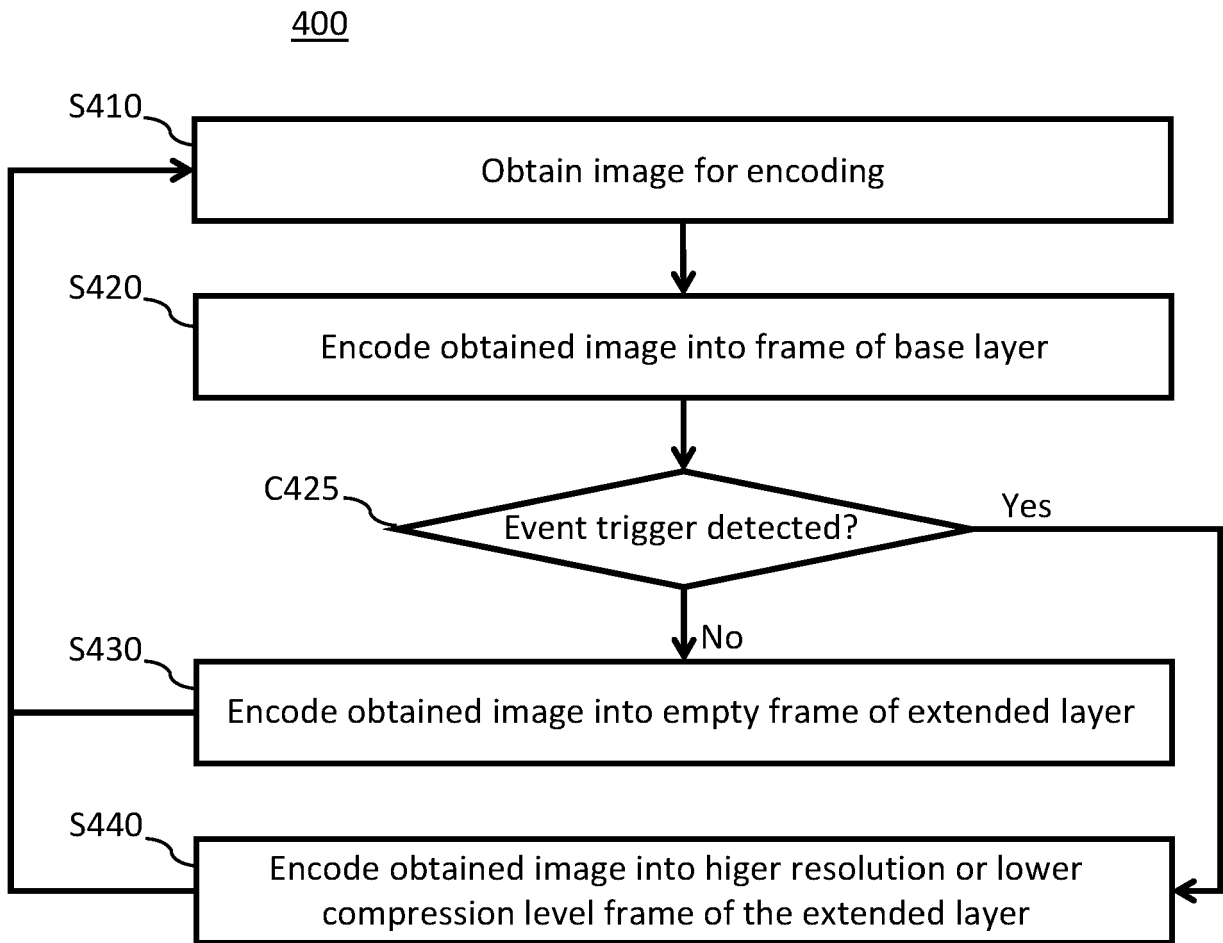 400
S410
Obtain image for encoding
S420
Encode obtained image into frame of base layer
C425
Event trigger detected?
Yes
No
S430
Encode obtained image into empty frame of extended layer
S440
Encode obtained image into higer resolution or lower
compression level frame of the extended layer